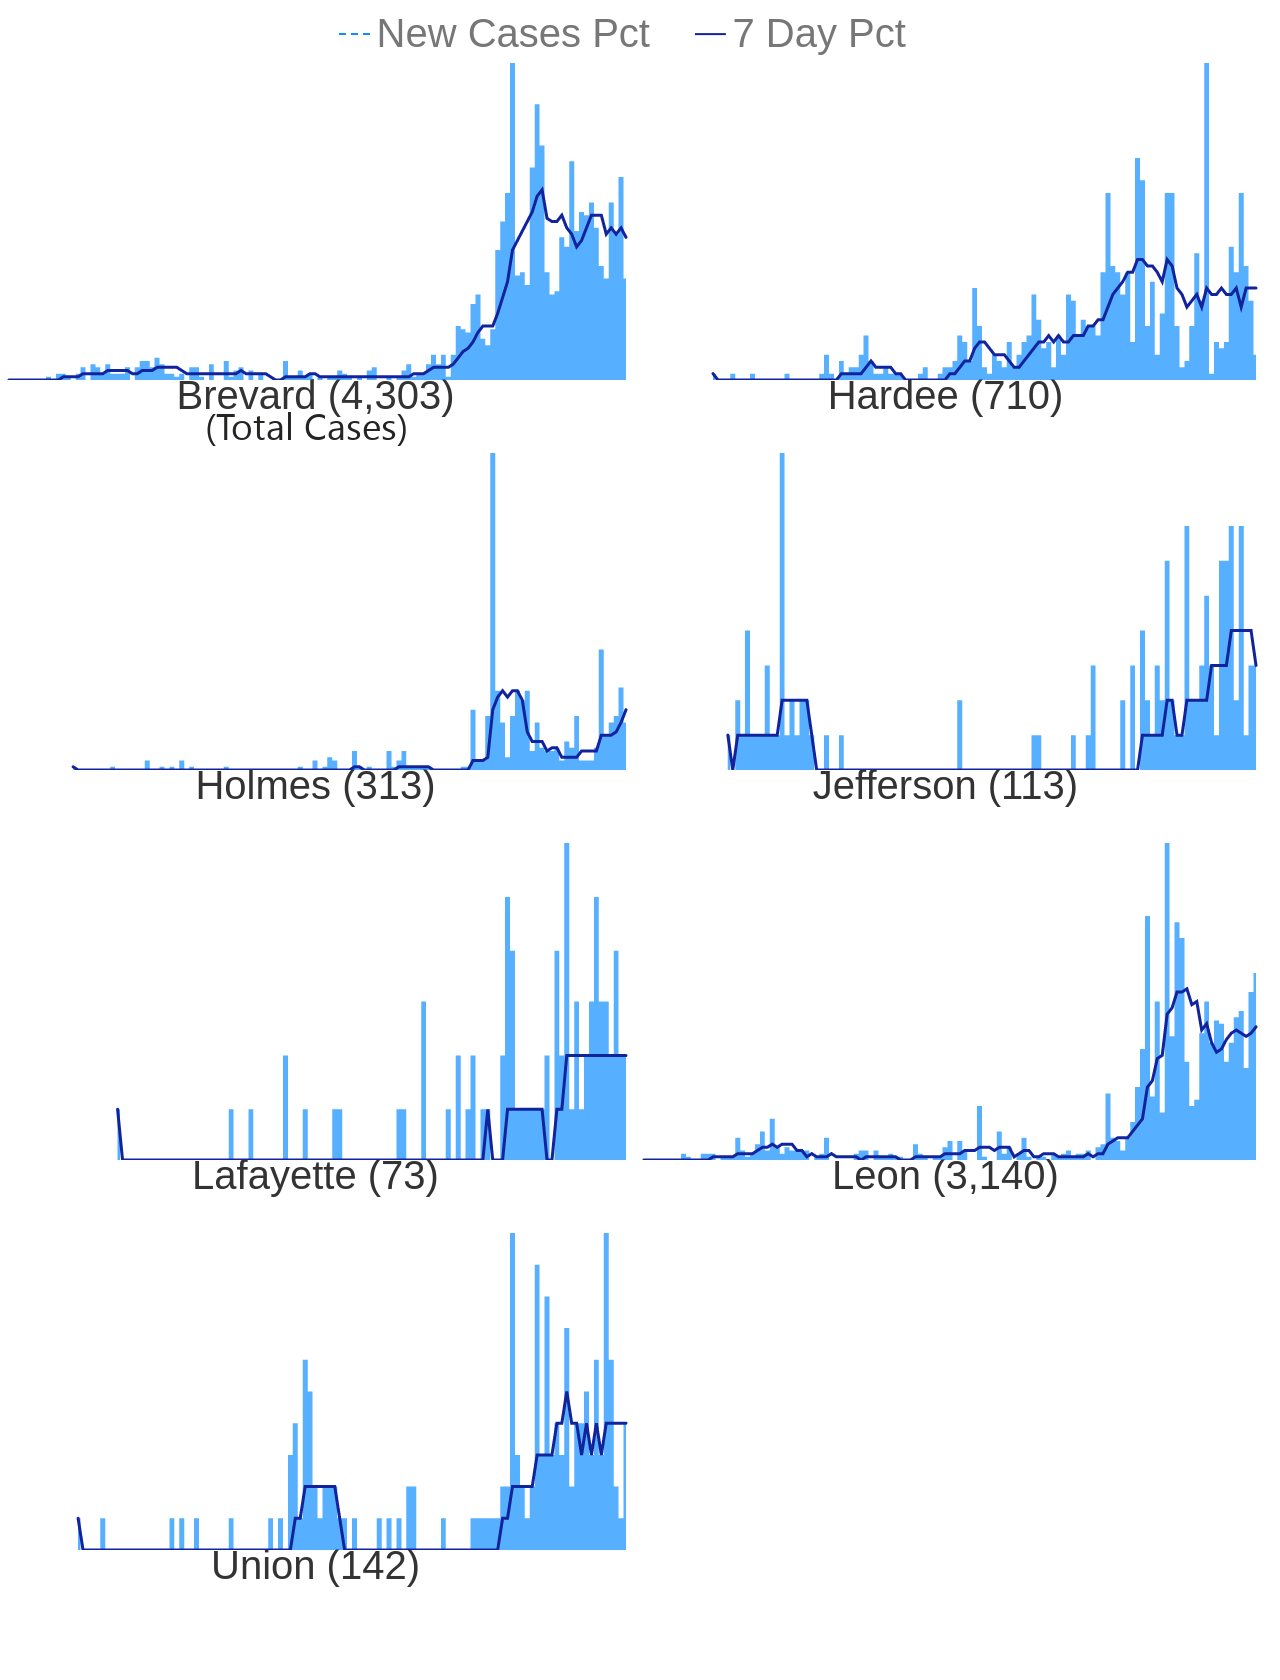 New Cases Pct 7 Day Pct
Brevard (4,303) Hardee (710)
(Total Cases)
Holmes (313) Jefferson (113)
Lafayette (73) Leon (3,140)
Union (142)